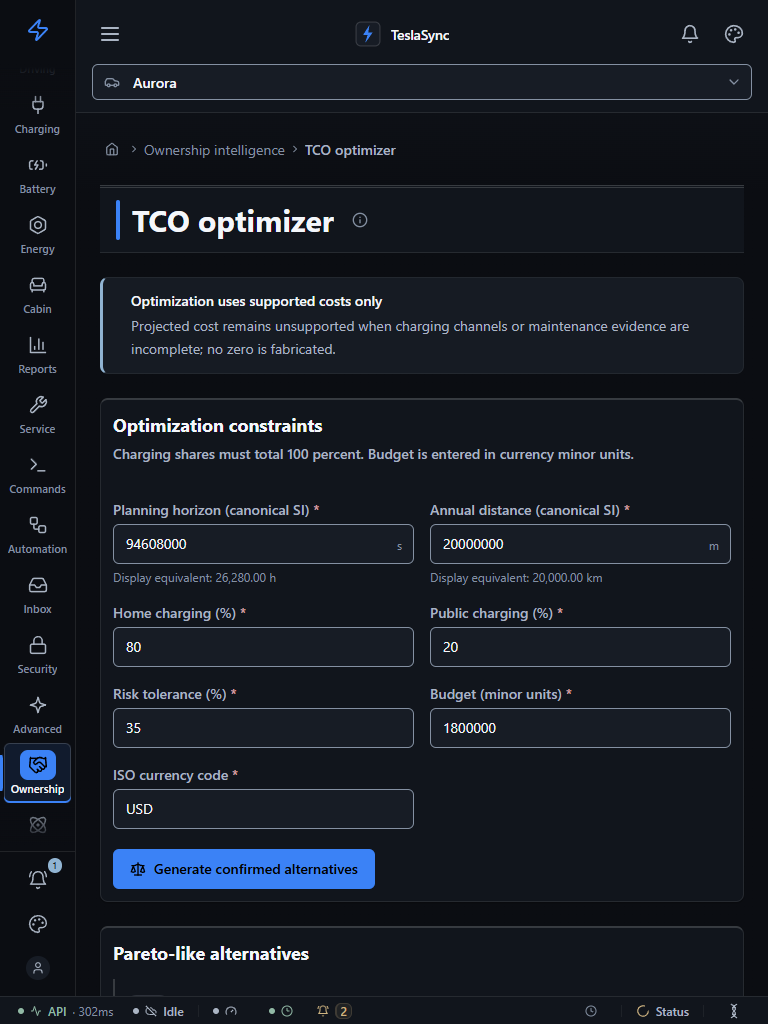 TeslaSync
Aurora
Charging
Battery
Energy
Cabin
Reports
Service
Commands
Automation
Inbox
Security
Advanced
Ownership
1
Ownership intelligence > TCO optimizer
TCO optimizer
Optimization uses supported costs only
Projected cost remains unsupported when charging channels or maintenance evidence are
incomplete; no zero is fabricated.
Optimization constraints
Charging shares must total 100 percent. Budget is entered in currency minor units.
Planning horizon (canonical SI) *
94608000 s
Display equivalent: 26,280.00 h
Annual distance (canonical SI) *
20000000 m
Display equivalent: 20,000.00 km
Home charging (%) *
80
Public charging (%) *
20
Risk tolerance (%) *
35
Budget (minor units) *
1800000
ISO currency code *
USD
Generate confirmed alternatives
Pareto-like alternatives
API · 302ms
Idle
2
Status